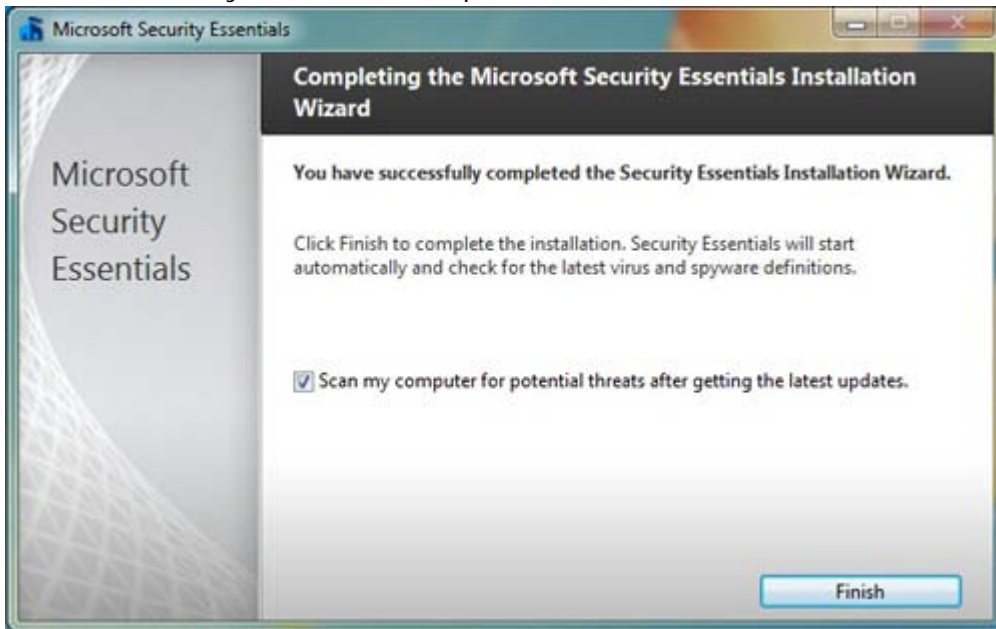 Microsoft Security Essentials
Completing the Microsoft Security Essentials Installation
Wizard
Microsoft
Security
Essentials
You have successfully completed the Security Essentials Installation Wizard.
Click Finish to complete the installation. Security Essentials will start
automatically and check for the latest virus and spyware definitions.
Scan my computer for potential threats after getting the latest updates.
Finish